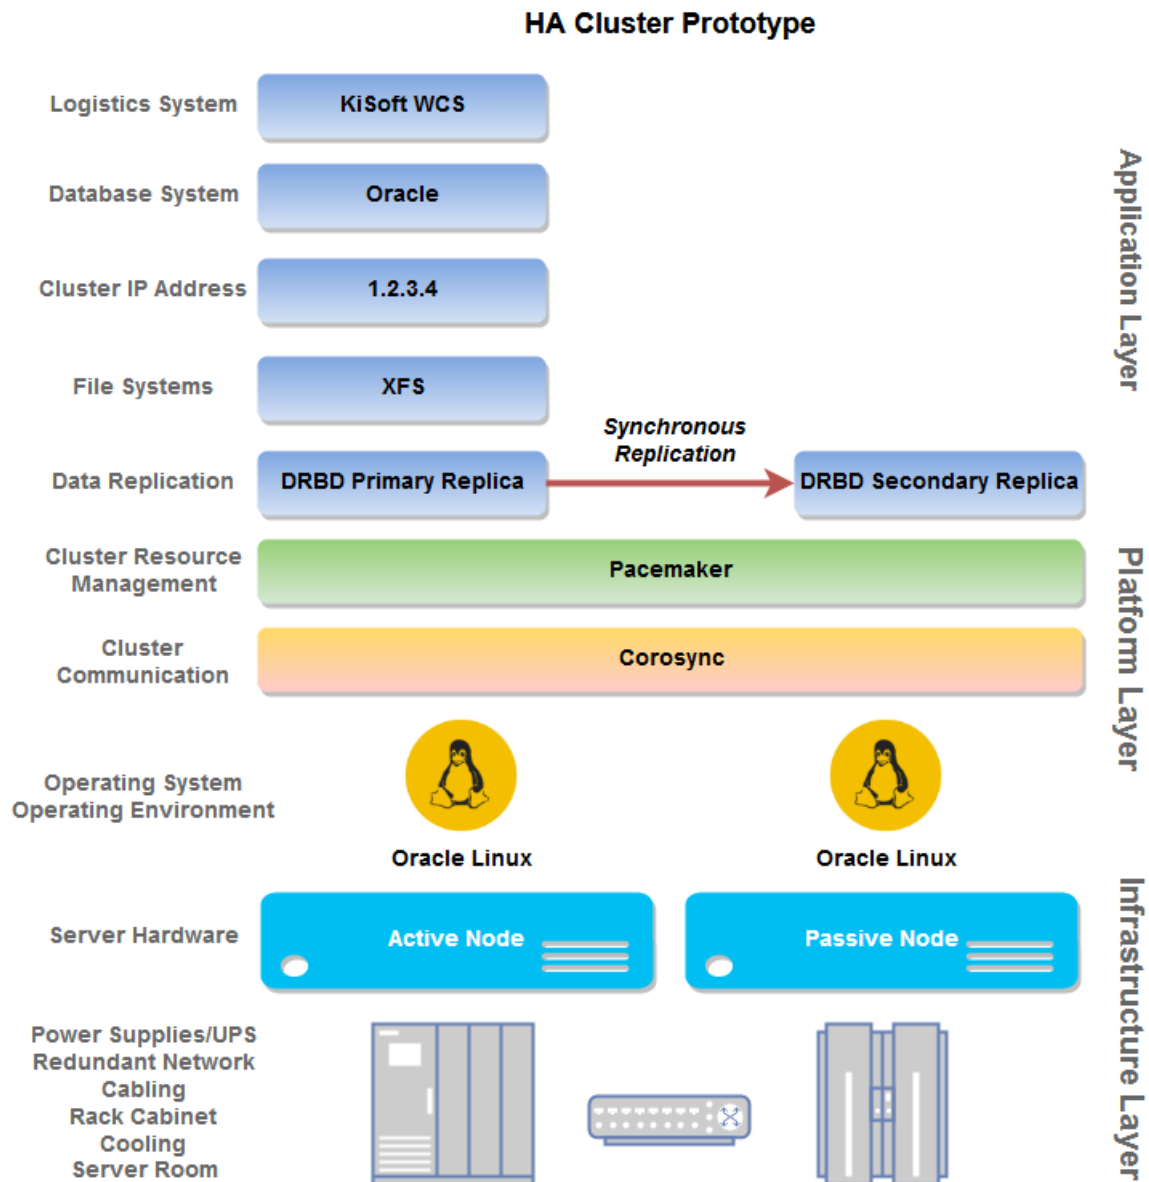 HA Cluster Prototype
Logistics System
KiSoft WCS
Database System
Oracle
Cluster IP Address
1.2.3.4
File Systems
XFS
Application Layer
Synchronous
Replication
Data Replication
DRBD Primary Replica
DRBD Secondary Replica
Cluster Resource
Management
Pacemaker
Cluster
Communication
Corosync
Platform Layer
Operating System
Operating Environment
Oracle Linux
Oracle Linux
Server Hardware
Active Node
Passive Node
Power Supplies/UPS
Redundant Network
Cabling
Rack Cabinet
Cooling
Server Room
Infrastructure Layer